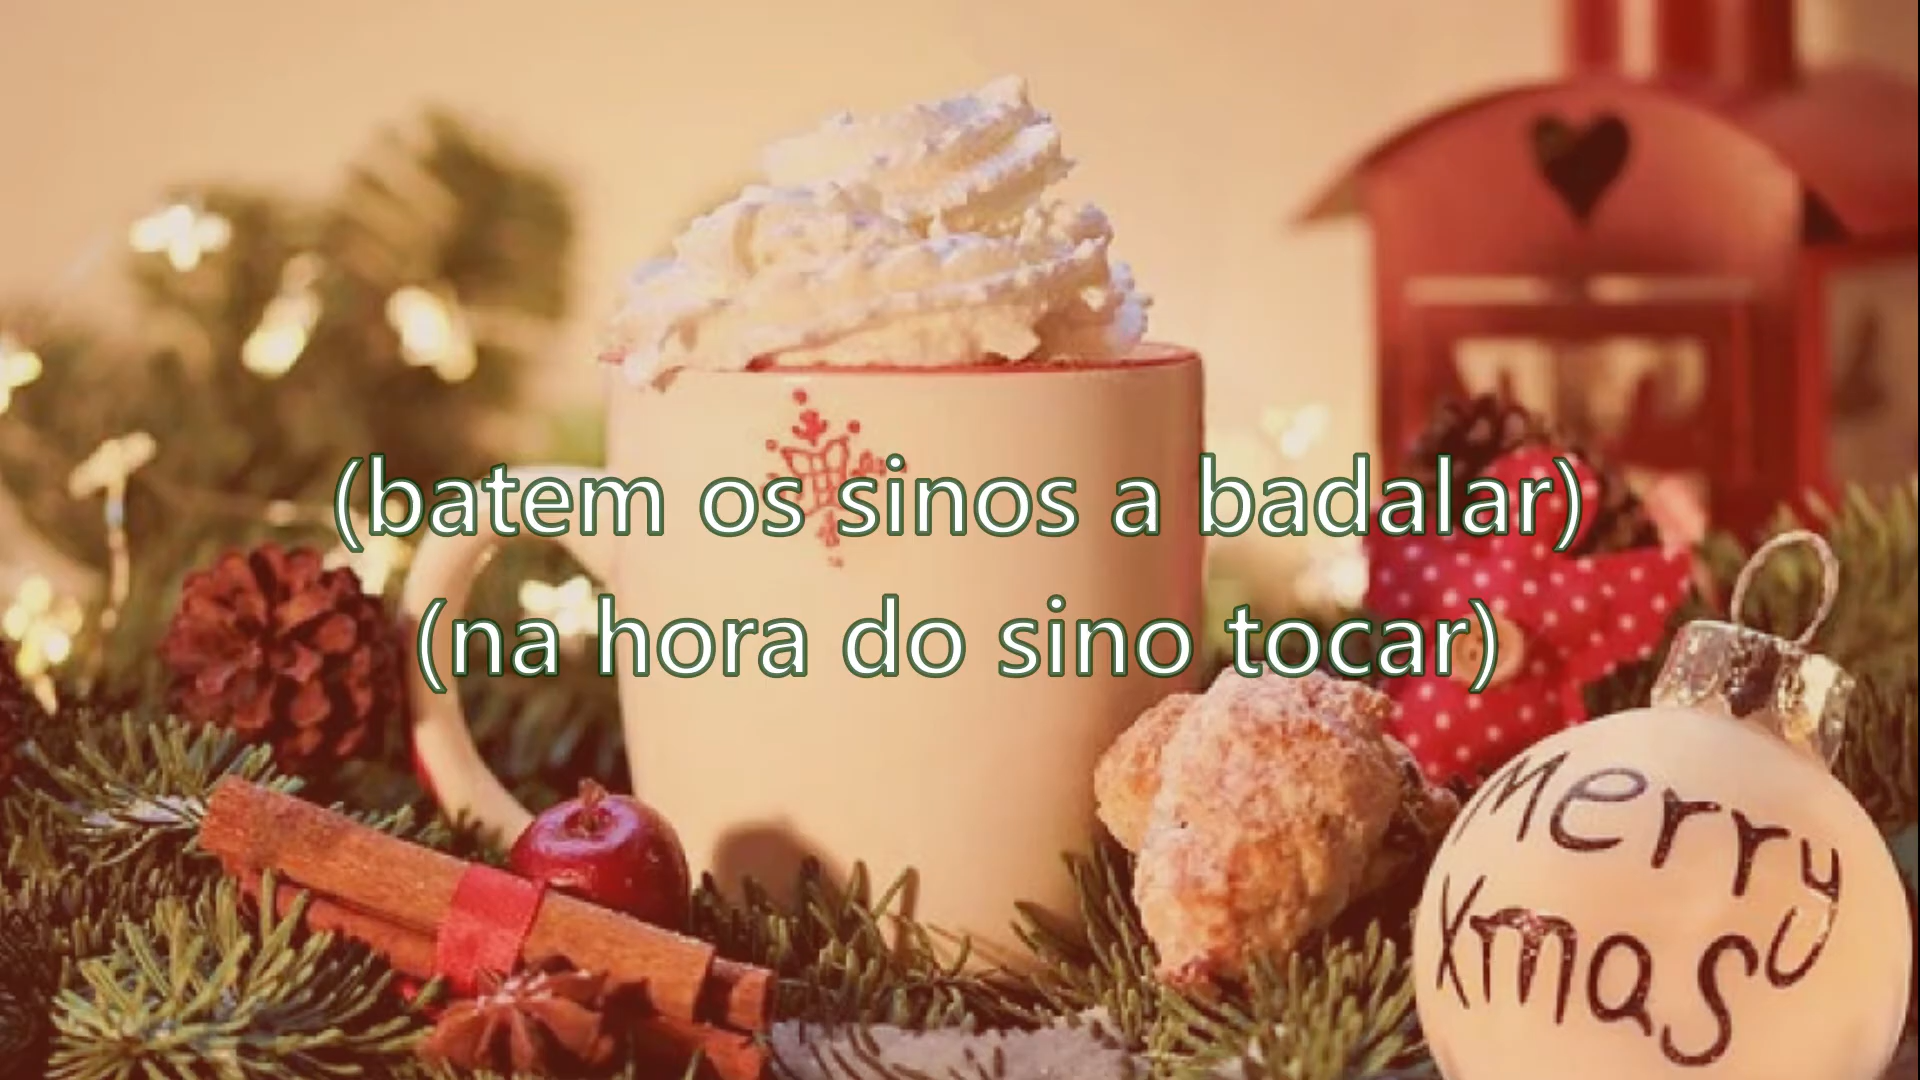 (batem os sinos a badalar)
(na hora do sino tocar)
Merry
Xmas